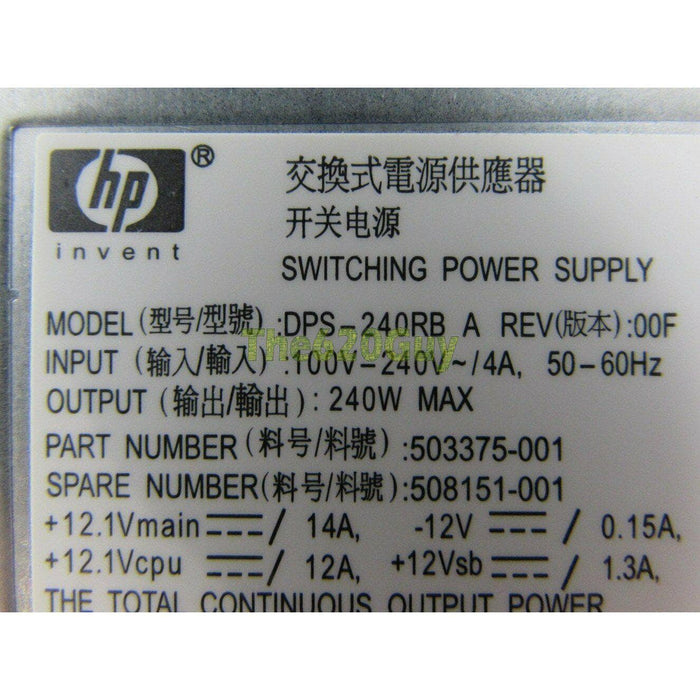 hp ®
invent
交換式電源供應器
开关电源
SWITCHING POWER SUPPLY
MODEL (型号/型號) :DPS-240RB A REV(版本):00F
The620Guy
INPUT (输入/輸入) :100V-240V~/4A, 50-60Hz
OUTPUT (输出/輸出) : 240W MAX
PART NUMBER (料号/料號) :503375-001
SPARE NUMBER(料号/料號) :508151-001
+12.1Vmain⎓/ 14A, -12V⎓/ 0.15A,
+12.1Vcpu ⎓/ 12A, +12Vsb⎓/ 1.3A,
THE TOTAL CONTINUOUS OUTPUT POWER